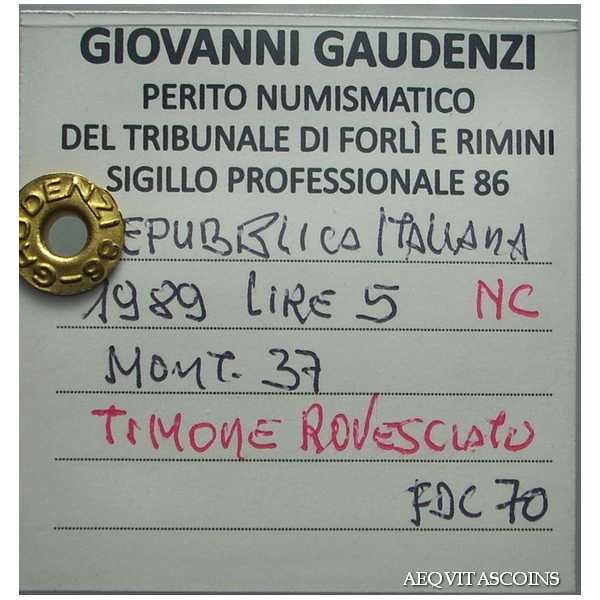 GIOVANNI GAUDENZI
PERITO NUMISMATICO
DEL TRIBUNALE DI FORLÌ E RIMINI
SIGILLO PROFESSIONALE 86
GAUDENZI-86-
EPUBBLICA ITALIANA
1989 LIRE 5 NC
MONT. 37
TIMONE ROVESCIATO
FDC 70
AEQVITASCOINS